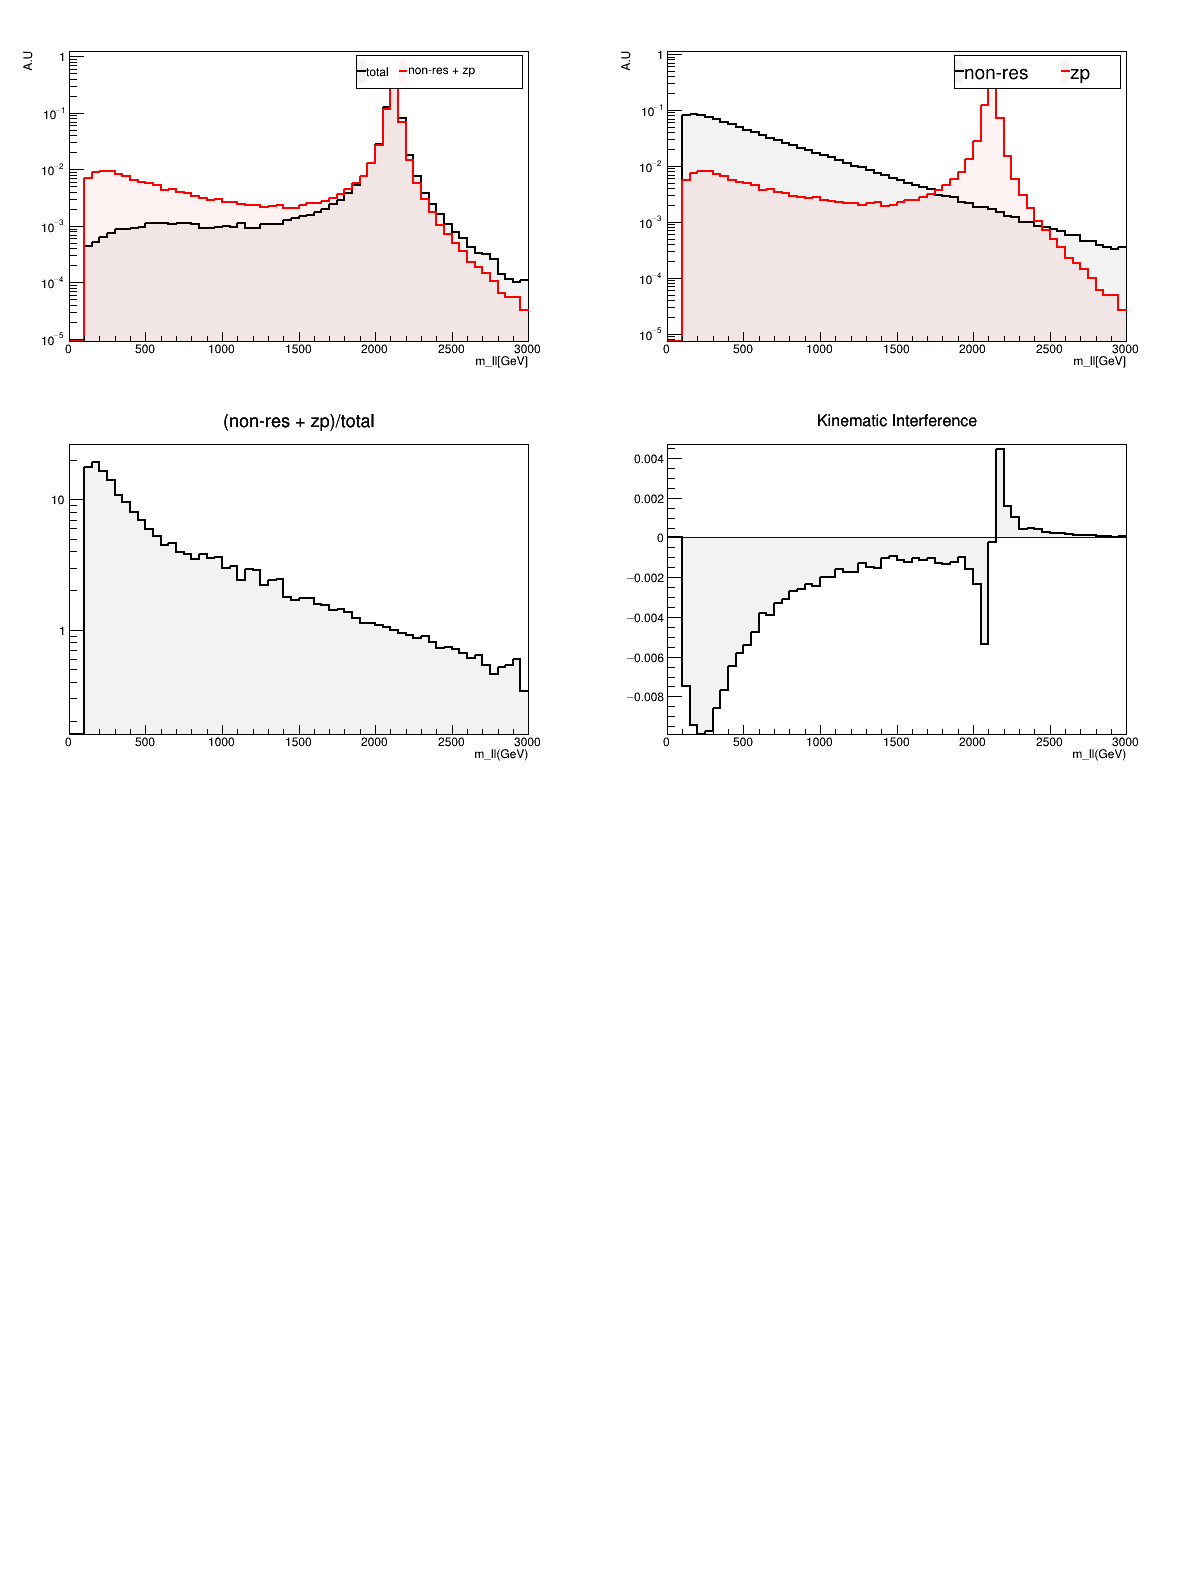 A.U
1
10⁻¹
10⁻²
10⁻³
10⁻⁴
10⁻⁵
total non-res + zp
0 500 1000 1500 2000 2500 3000
m_ll[GeV]
A.U
1
10⁻¹
10⁻²
10⁻³
10⁻⁴
10⁻⁵
non-res zp
0 500 1000 1500 2000 2500 3000
m_ll[GeV]
(non-res + zp)/total
10
1
0 500 1000 1500 2000 2500 3000
m_ll(GeV)
Kinematic Interference
0.004
0.002
0
−0.002
−0.004
−0.006
−0.008
0 500 1000 1500 2000 2500 3000
m_ll(GeV)